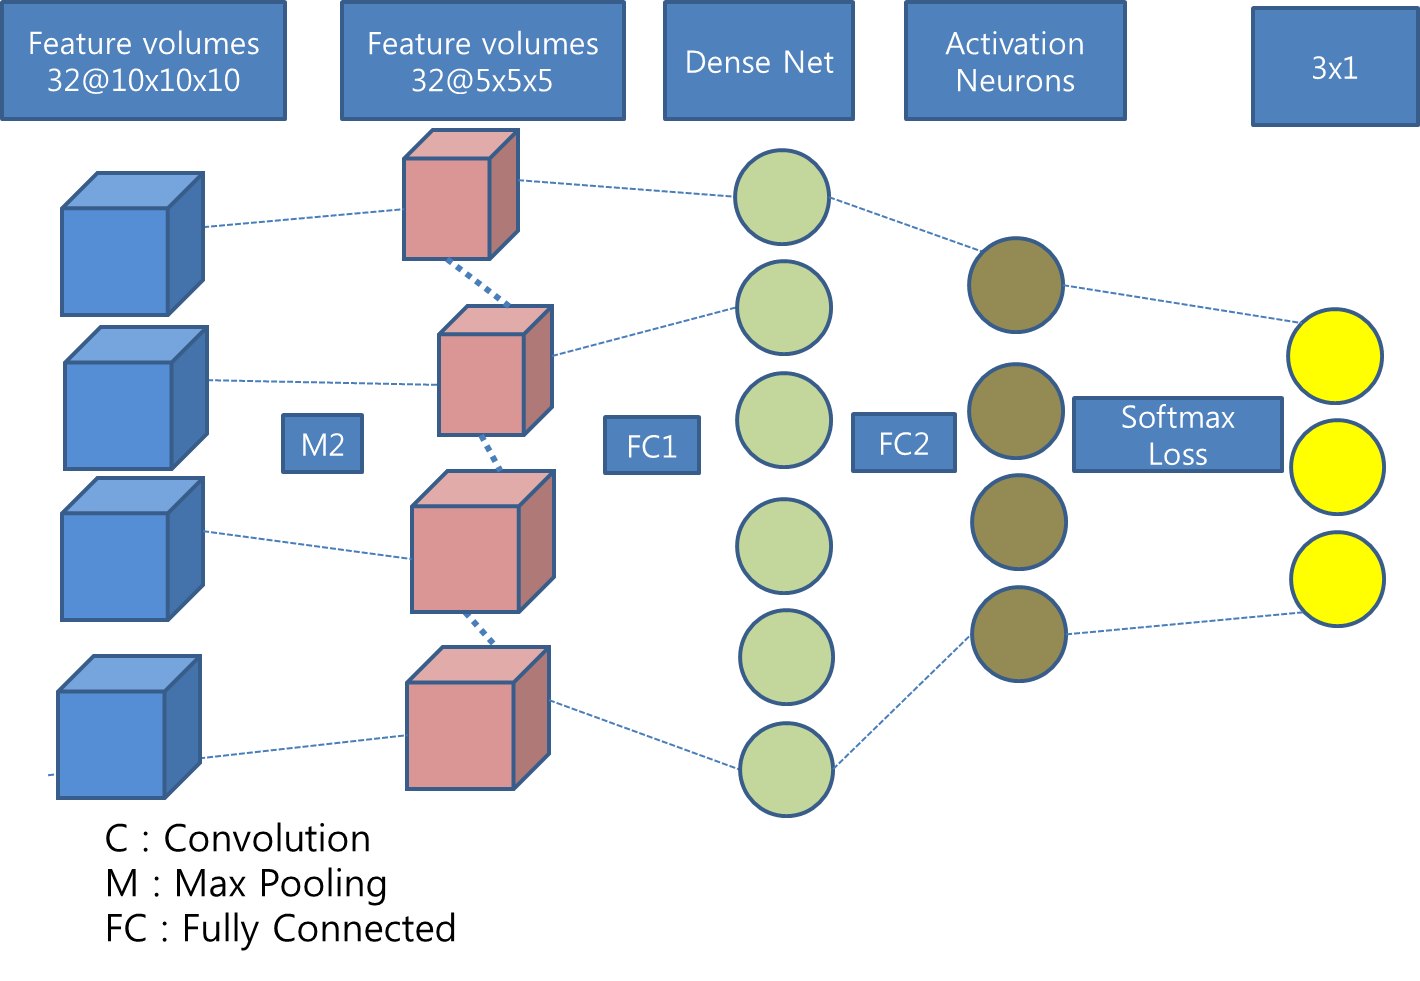 Feature volumes
32@10x10x10
Feature volumes
32@5x5x5
Dense Net
Activation
Neurons
3x1
M2
FC1
FC2
Softmax
Loss
C : Convolution
M : Max Pooling
FC : Fully Connected